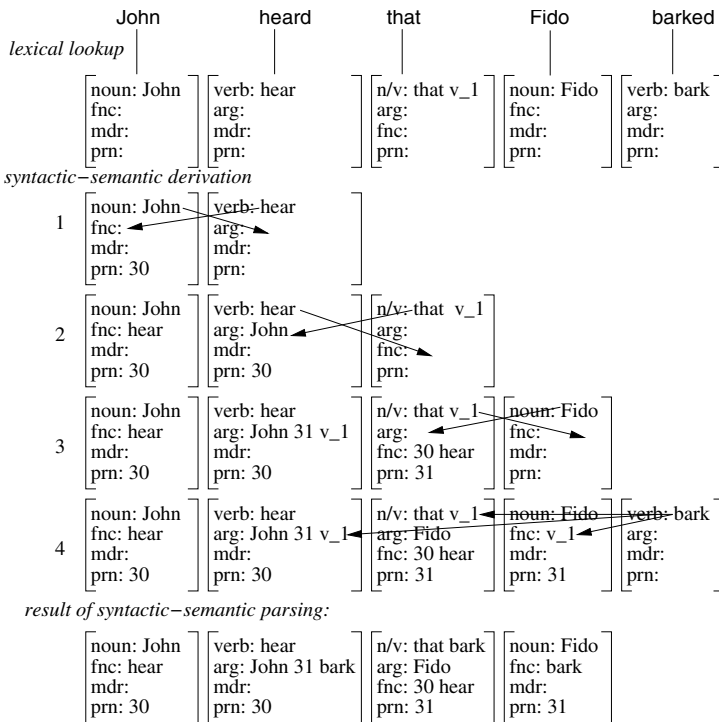 John heard that Fido barked
lexical lookup
noun: John verb: hear n/v: that v_1 noun: Fido verb: bark
fnc: arg: arg: fnc: arg:
mdr: mdr: fnc: mdr: mdr:
prn: prn: prn: prn: prn:
syntactic−semantic derivation
noun: John verb: hear
1 fnc: arg:
mdr: mdr:
prn: 30 prn:
noun: John verb: hear n/v: that v_1
2 fnc: hear arg: John arg:
mdr: mdr: fnc:
prn: 30 prn: 30 prn:
noun: John verb: hear n/v: that v_1 noun: Fido
3 fnc: hear arg: John 31 v_1 arg: fnc:
mdr: mdr: fnc: 30 hear mdr:
prn: 30 prn: 30 prn: 31 prn:
noun: John verb: hear n/v: that v_1 noun: Fido verb: bark
4 fnc: hear arg: John 31 v_1 arg: Fido fnc: v_1 arg:
mdr: mdr: fnc: 30 hear mdr: mdr:
prn: 30 prn: 30 prn: 31 prn: 31 prn:
result of syntactic−semantic parsing:
noun: John verb: hear n/v: that bark noun: Fido
fnc: hear arg: John 31 bark arg: Fido fnc: bark
mdr: mdr: fnc: 30 hear mdr:
prn: 30 prn: 30 prn: 31 prn: 31